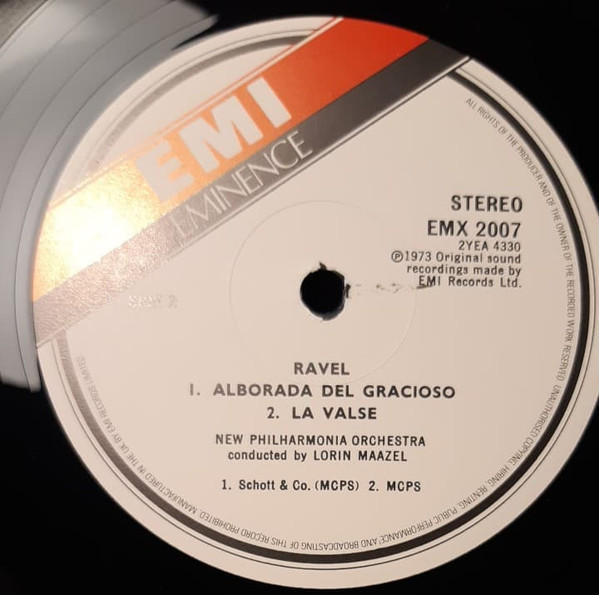 EMI
EMINENCE
STEREO
EMX 2007
2YEA 4330
Ⓟ1973 Original sound
recordings made by
EMI Records Ltd.
SIDE 2
RAVEL
1. ALBORADA DEL GRACIOSO
2. LA VALSE
NEW PHILHARMONIA ORCHESTRA
conducted by LORIN MAAZEL
1. Schott & Co. (MCPS) 2. MCPS
ALL RIGHTS OF THE PRODUCER AND OF THE OWNER OF THE RECORDED WORK RESERVED. UNAUTHORISED COPYING, HIRING, RENTING, PUBLIC PERFORMANCE AND BROADCASTING OF THIS RECORD PROHIBITED. MANUFACTURED IN THE UK BY EMI RECORDS LIMITED